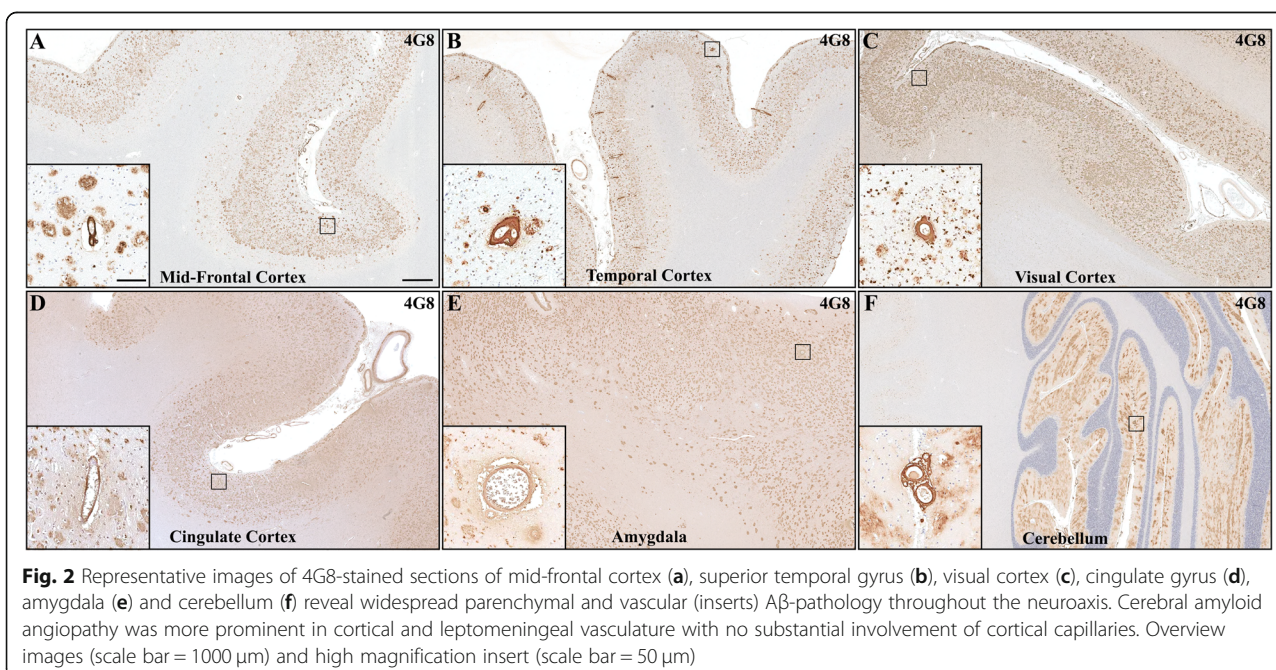 A
4G8
Mid-Frontal Cortex
B
4G8
Temporal Cortex
C
4G8
Visual Cortex
D
4G8
Cingulate Cortex
E
4G8
Amygdala
F
4G8
Cerebellum
Fig. 2 Representative images of 4G8-stained sections of mid-frontal cortex (a), superior temporal gyrus (b), visual cortex (c), cingulate gyrus (d),
amygdala (e) and cerebellum (f) reveal widespread parenchymal and vascular (inserts) Aβ-pathology throughout the neuroaxis. Cerebral amyloid
angiopathy was more prominent in cortical and leptomeningeal vasculature with no substantial involvement of cortical capillaries. Overview
images (scale bar = 1000 μm) and high magnification insert (scale bar = 50 μm)